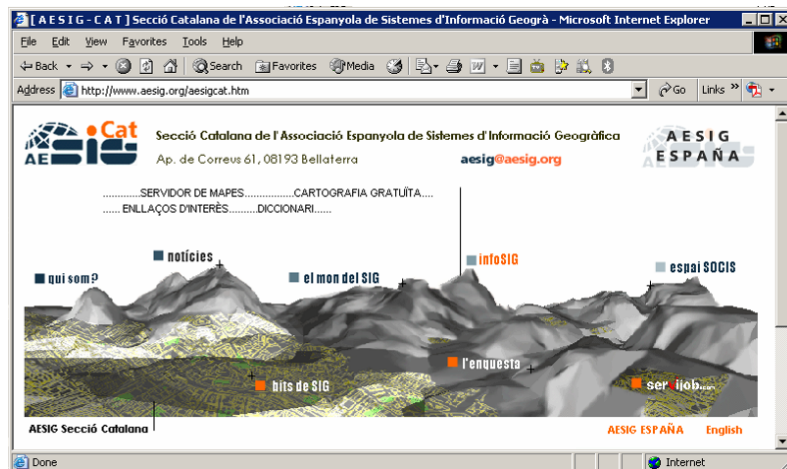 [ A E S I G - C A T ] Secció Catalana de l'Associació Espanyola de Sistemes d'Informació Geogrà - Microsoft Internet Explorer
File Edit View Favorites Tools Help
Back Search Favorites Media
Address http://www.aesig.org/aesigcat.htm Go Links »
Cat
AESIG
Secció Catalana de l'Associació Espanyola de Sistemes d'Informació Geogràfica
Ap. de Correus 61, 08193 Bellaterra aesig@aesig.org
AESIG
ESPAÑA
..............SERVIDOR DE MAPES...................CARTOGRAFIA GRATUÏTA....
...... ENLLAÇOS D'INTERÈS..........DICCIONARI......
notícies
infoSIG
espai SOCIS
qui som?
el mon del SIG
l'enquesta
bits de SIG
AESIG Secció Catalana
AESIG ESPAÑA English
Done Internet